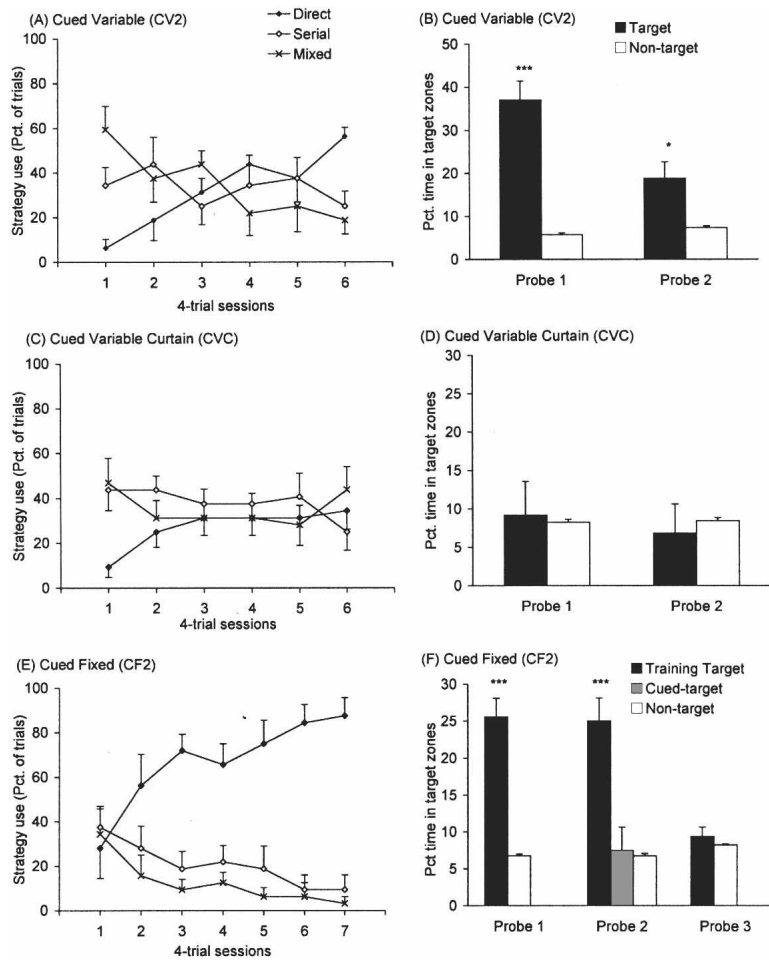 (A) Cued Variable (CV2)
Direct
Serial
Mixed
Strategy use (Pct. of trials)
100
80
60
40
20
0
1 2 3 4 5 6
4-trial sessions
(B) Cued Variable (CV2)
Target
Non-target
Pct. time in target zones
50
40
30
20
10
0
***
*
Probe 1 Probe 2
(C) Cued Variable Curtain (CVC)
Strategy use (Pct. of trials)
100
80
60
40
20
0
1 2 3 4 5 6
4-trial sessions
(D) Cued Variable Curtain (CVC)
Pct. time in target zones
30
25
20
15
10
5
0
Probe 1 Probe 2
(E) Cued Fixed (CF2)
Strategy use (Pct. of trials)
100
80
60
40
20
0
1 2 3 4 5 6 7
4-trial sessions
(F) Cued Fixed (CF2)
Training Target
Cued-target
Non-target
Pct time in target zones
30
25
20
15
10
5
0
*** ***
Probe 1 Probe 2 Probe 3